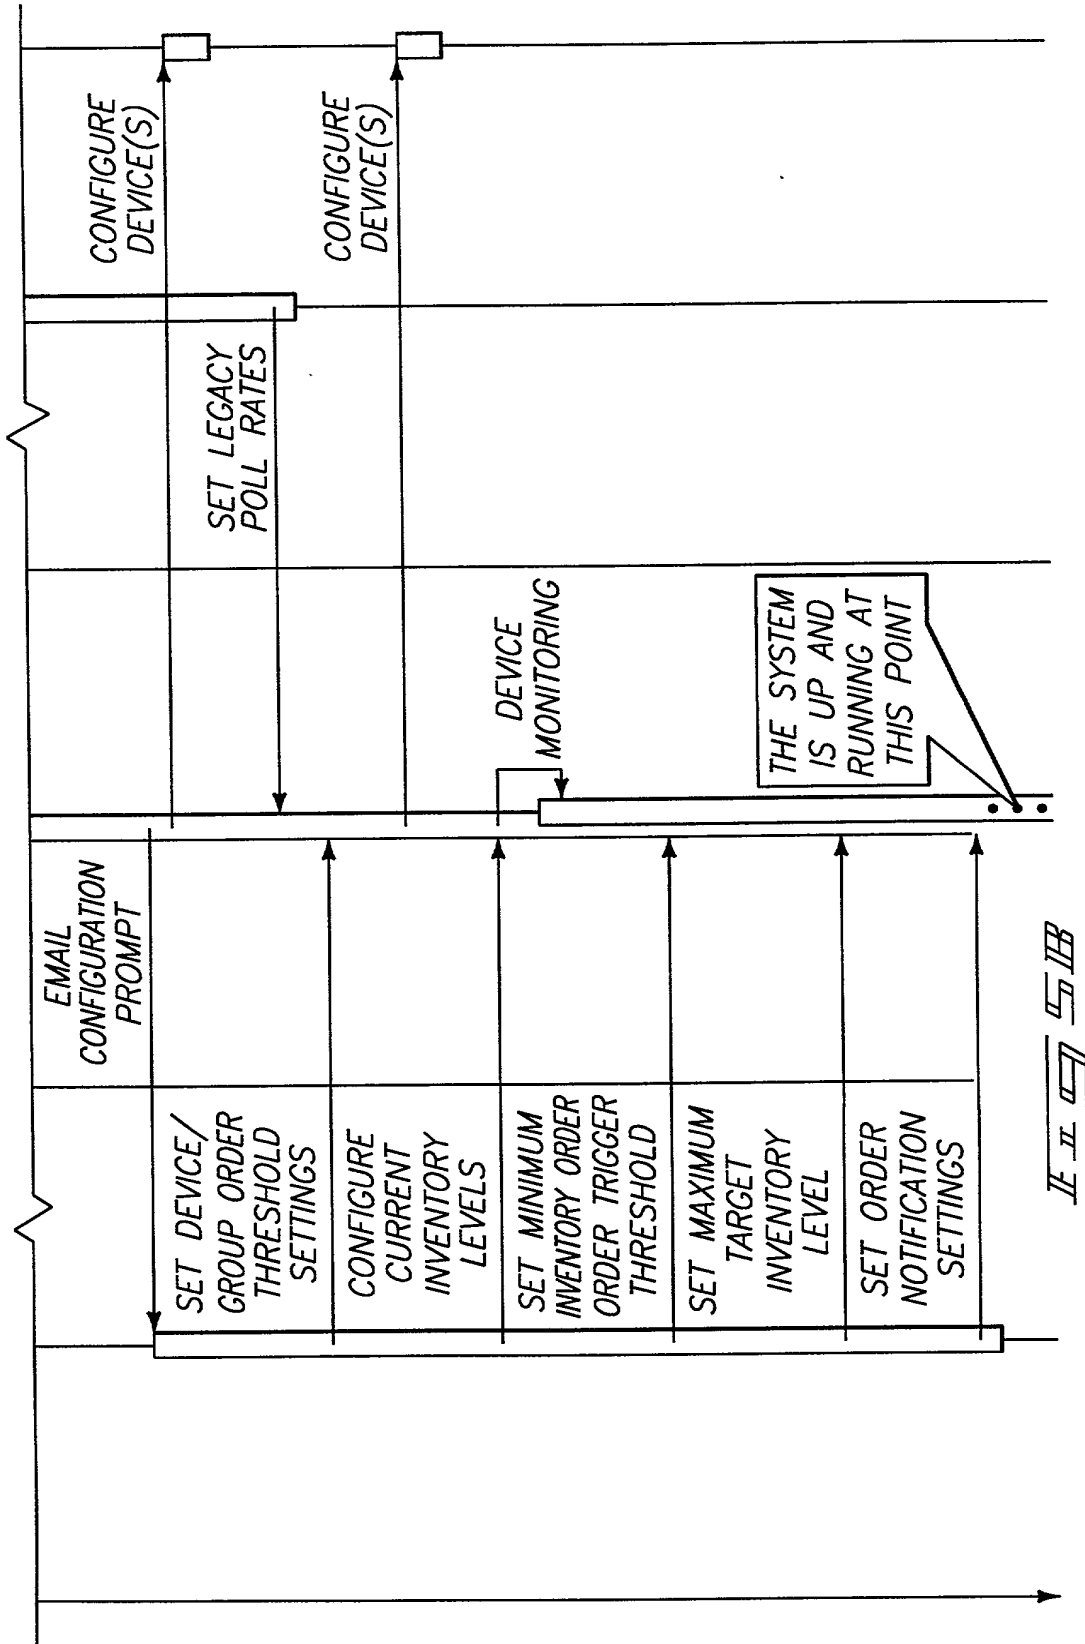 EMAIL
CONFIGURATION
PROMPT
SET DEVICE/
GROUP ORDER
THRESHOLD
SETTINGS
CONFIGURE
CURRENT
INVENTORY
LEVELS
SET MINIMUM
INVENTORY ORDER
ORDER TRIGGER
THRESHOLD
SET MAXIMUM
TARGET
INVENTORY
LEVEL
SET ORDER
NOTIFICATION
SETTINGS
DEVICE
MONITORING
THE SYSTEM
IS UP AND
RUNNING AT
THIS POINT
SET LEGACY
POLL RATES
CONFIGURE
DEVICE(S)
CONFIGURE
DEVICE(S)
FIG 5B